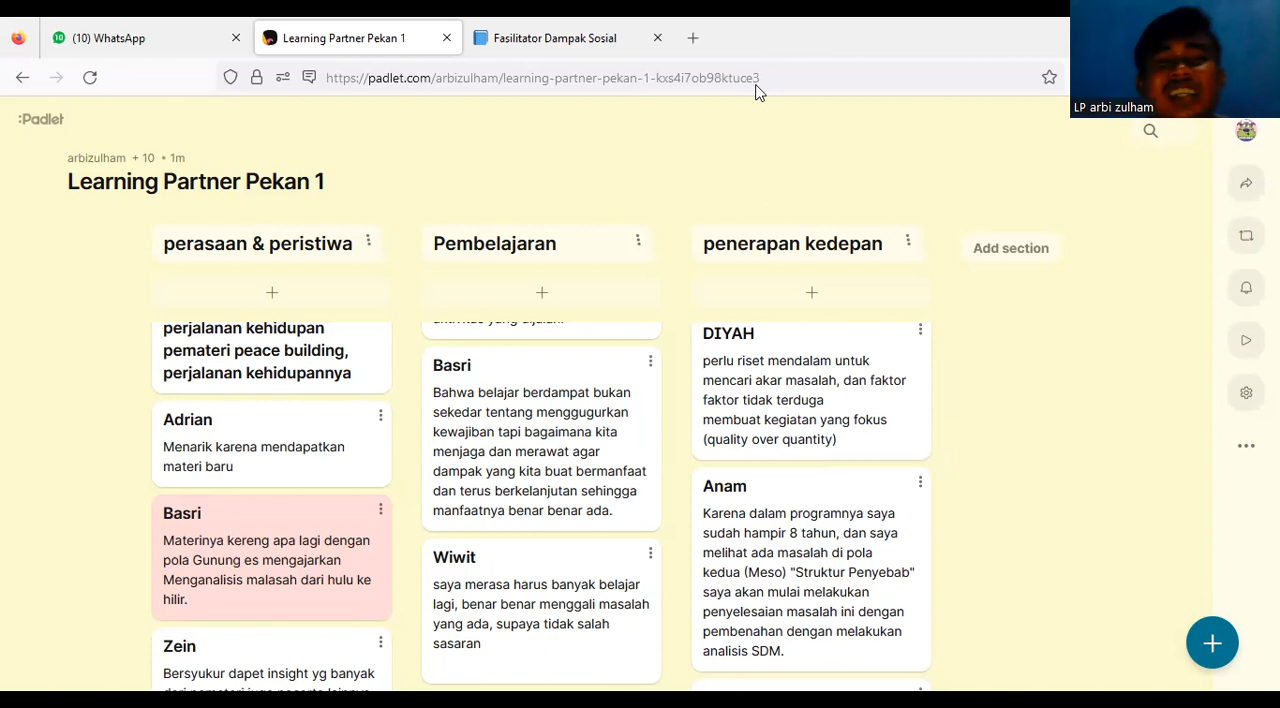 (10) WhatsApp
Learning Partner Pekan 1
Fasilitator Dampak Sosial
https://padlet.com/arbizulham/learning-partner-pekan-1-kxs4i7ob98ktuce3
LP arbi zulham
:Padlet
arbizulham + 10 • 1m
Learning Partner Pekan 1
perasaan & peristiwa
perjalanan kehidupan
pemateri peace building,
perjalanan kehidupannya
Adrian
Menarik karena mendapatkan
materi baru
Basri
Materinya kereng apa lagi dengan
pola Gunung es mengajarkan
Menganalisis malasah dari hulu ke
hilir.
Zein
Bersyukur dapet insight yg banyak
Pembelajaran
Basri
Bahwa belajar berdampat bukan
sekedar tentang menggugurkan
kewajiban tapi bagaimana kita
menjaga dan merawat agar
dampak yang kita buat bermanfaat
dan terus berkelanjutan sehingga
manfaatnya benar benar ada.
Wiwit
saya merasa harus banyak belajar
lagi, benar benar menggali masalah
yang ada, supaya tidak salah
sasaran
penerapan kedepan
DIYAH
perlu riset mendalam untuk
mencari akar masalah, dan faktor
faktor tidak terduga
membuat kegiatan yang fokus
(quality over quantity)
Anam
Karena dalam programnya saya
sudah hampir 8 tahun, dan saya
melihat ada masalah di pola
kedua (Meso) "Struktur Penyebab"
saya akan mulai melakukan
penyelesaian masalah ini dengan
pembenahan dengan melakukan
analisis SDM.
Add section